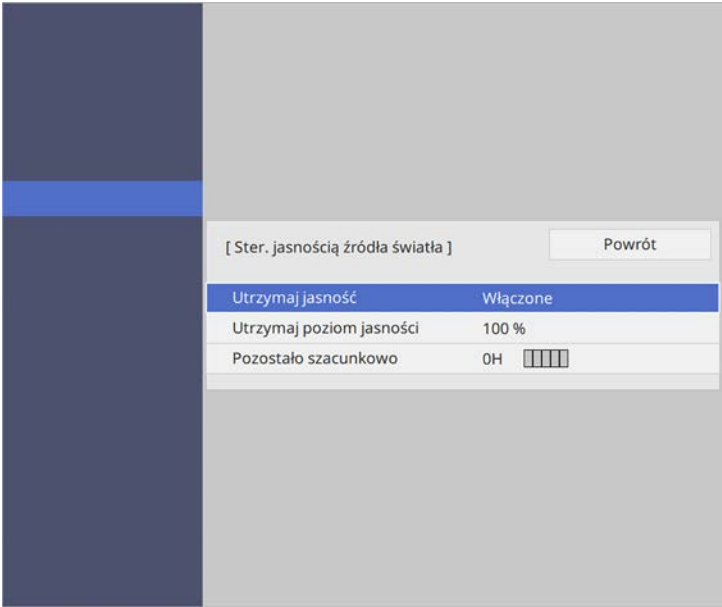 [ Ster. jasnością źródła światła ] Powrót
Utrzymaj jasność Włączone
Utrzymaj poziom jasności 100 %
Pozostało szacunkowo 0H